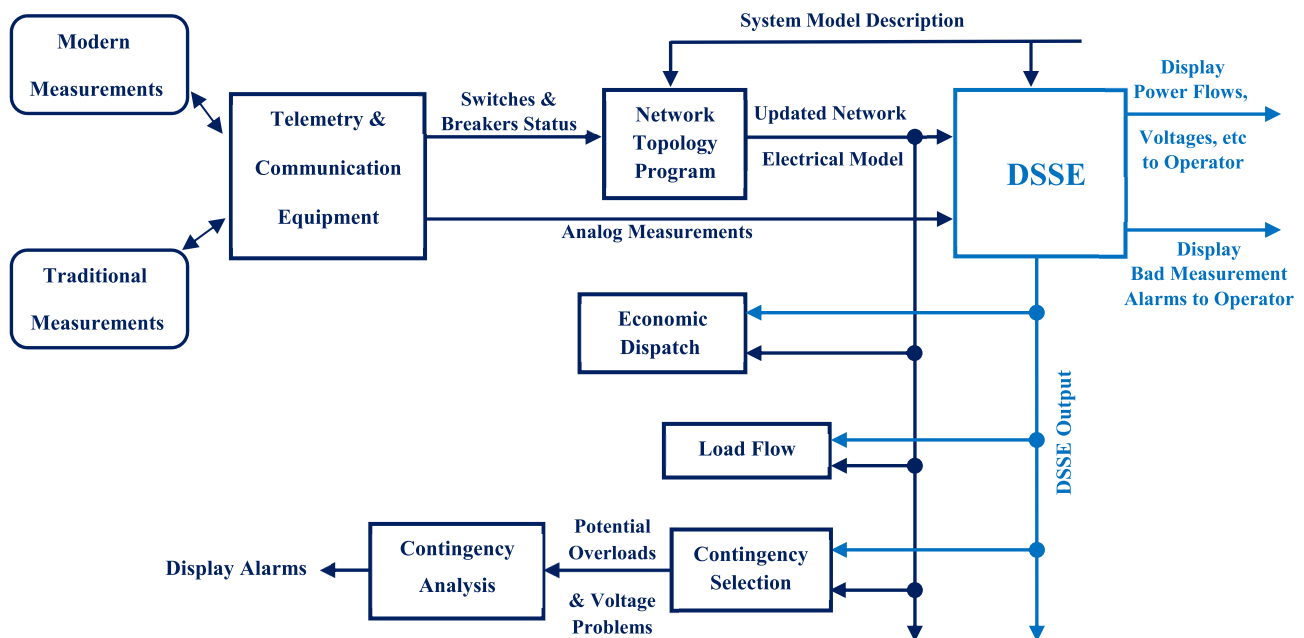 System Model Description
Modern
Measurements
Telemetry &
Communication
Equipment
Traditional
Measurements
Switches &
Breakers Status
Network
Topology
Program
Updated Network
Electrical Model
Analog Measurements
DSSE
Display
Power Flows,
Voltages, etc
to Operator
Display
Bad Measurement
Alarms to Operator
Economic
Dispatch
Load Flow
DSSE Output
Contingency
Selection
Potential
Overloads
& Voltage
Problems
Contingency
Analysis
Display Alarms